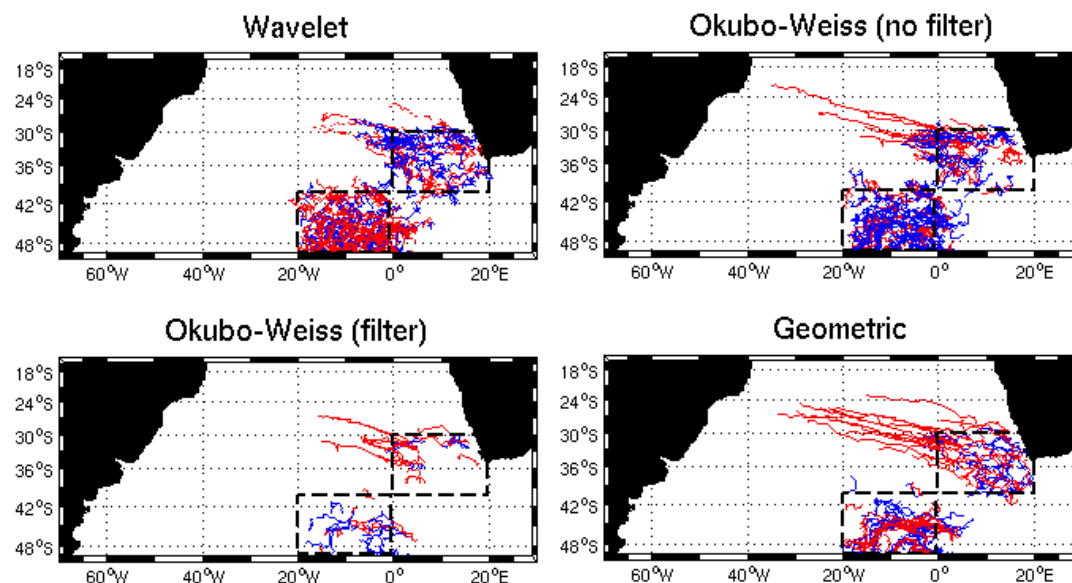 Wavelet
Okubo-Weiss (no filter)
18°S
24°S
30°S
36°S
42°S
48°S
60°W 40°W 20°W 0° 20°E
18°S
24°S
30°S
36°S
42°S
48°S
60°W 40°W 20°W 0° 20°E
Okubo-Weiss (filter)
Geometric
18°S
24°S
30°S
36°S
42°S
48°S
60°W 40°W 20°W 0° 20°E
18°S
24°S
30°S
36°S
42°S
48°S
60°W 40°W 20°W 0° 20°E